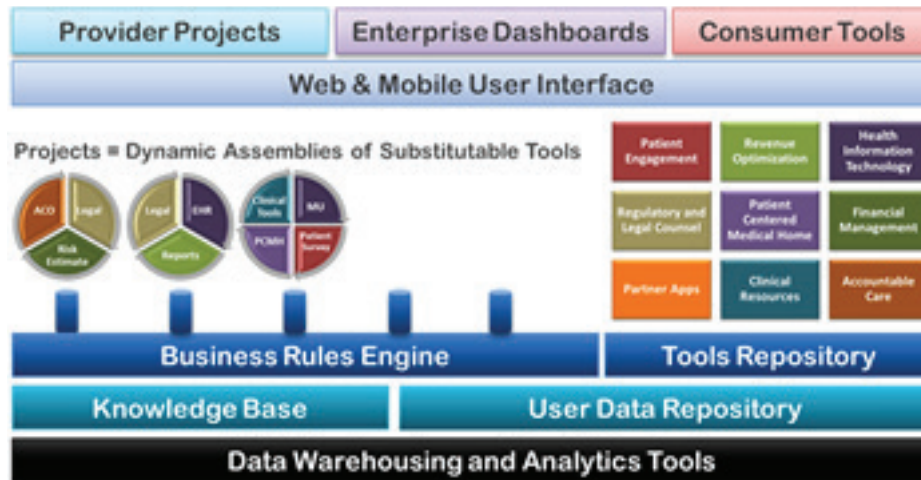 Provider Projects
Enterprise Dashboards
Consumer Tools
Web & Mobile User Interface
Projects = Dynamic Assemblies of Substitutable Tools
ACO
Legal
Risk
Estimate
Legal
EHR
Reports
Clinical
Tools
MU
PCMH
Patient
Survey
Patient
Engagement
Revenue
Optimization
Health
Information
Technology
Regulatory and
Legal Counsel
Patient
Centered
Medical Home
Financial
Management
Partner Apps
Clinical
Resources
Accountable
Care
Business Rules Engine
Tools Repository
Knowledge Base
User Data Repository
Data Warehousing and Analytics Tools